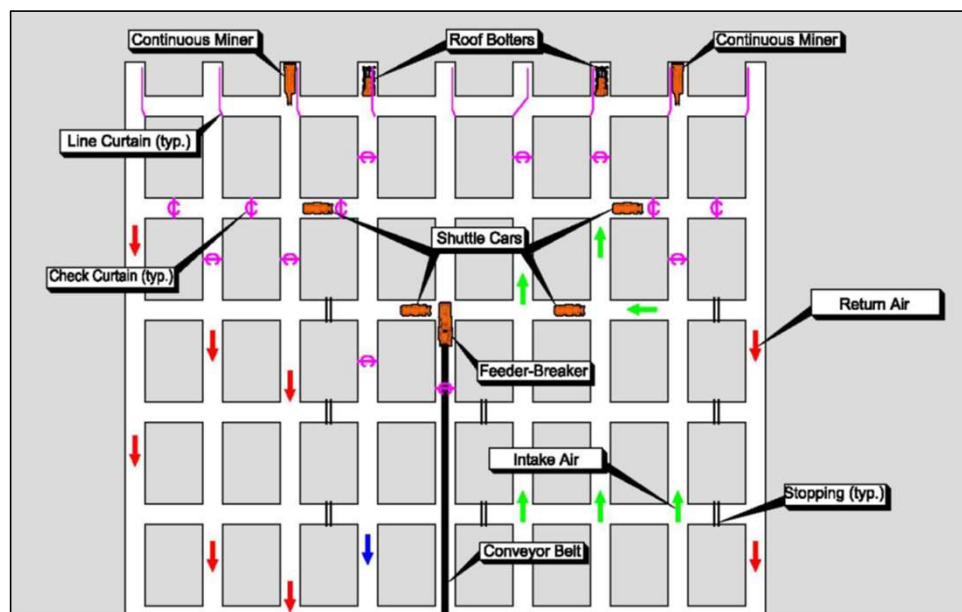 Continuous Miner
Roof Bolters
Continuous Miner
Line Curtain (typ.)
Shuttle Cars
Check Curtain (typ.)
Return Air
Feeder-Breaker
Intake Air
Stopping (typ.)
Conveyor Belt